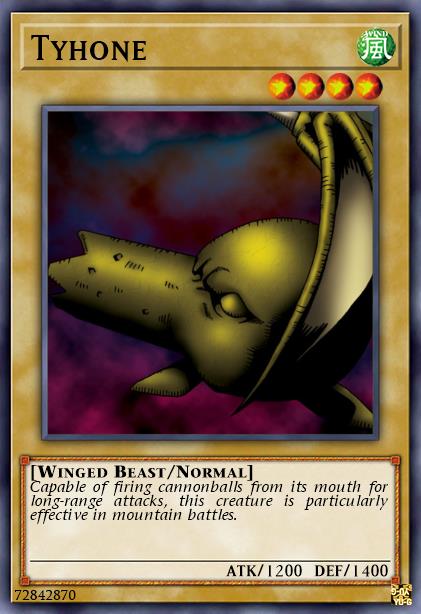 Tyhone
WIND
風
[Winged Beast/Normal]
Capable of firing cannonballs from its mouth for
long-range attacks, this creature is particularly
effective in mountain battles.
ATK/1200 DEF/1400
72842870